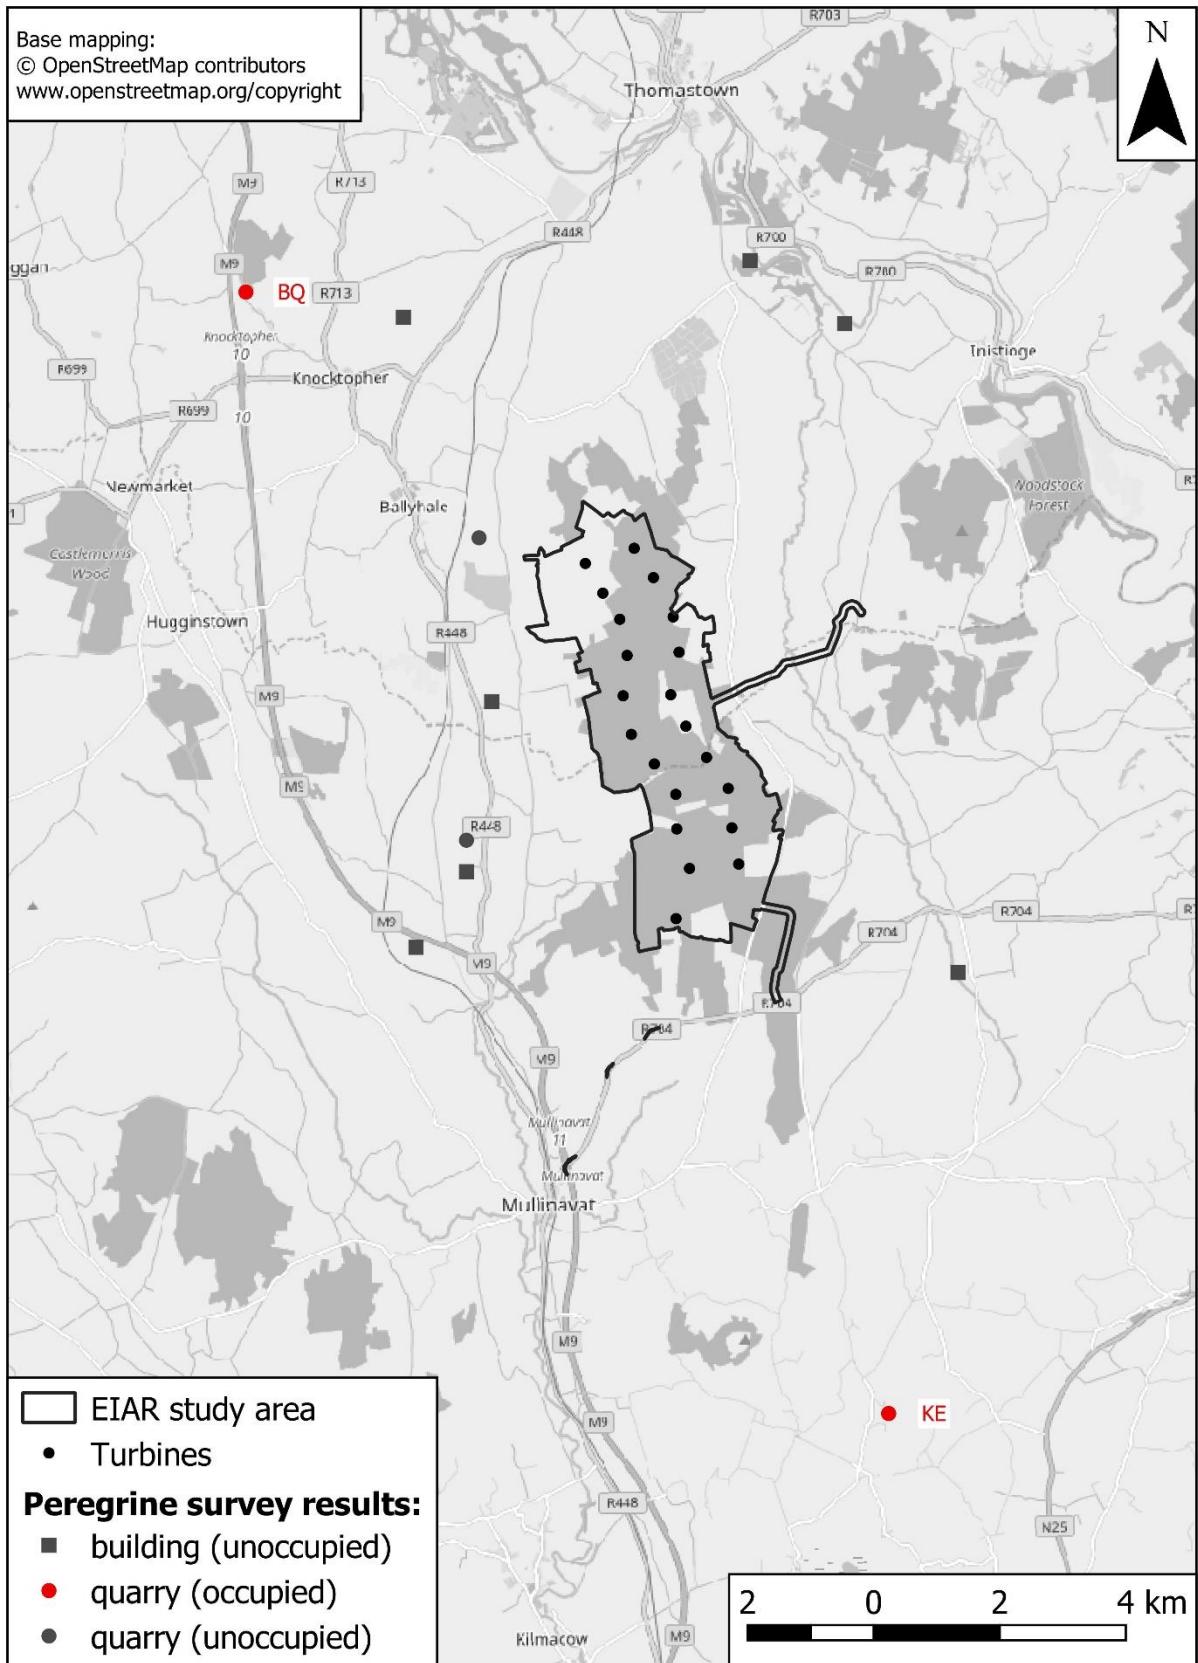 Base mapping:
© OpenStreetMap contributors
www.openstreetmap.org/copyright
R703
N
Thomastown
M9
R713
R448
R700
ggan
M9
R700
BQ
R713
Knocktopher
10
Inistioge
R699
Knocktopher
10
R699
Newmarket
Ballyhale
Woodstock
Forest
Castlemorris
Wood
Hugginstown
R448
M9
M9
R448
M9
R704
R704
M9
R704
R704
M9
Mullinavat
11
Mullinavat
Mullinavat
M9
EIAR study area
Turbines
Peregrine survey results:
building (unoccupied)
quarry (occupied)
quarry (unoccupied)
M9
KE
R448
N25
2 0 2 4 km
Kilmacow
M9